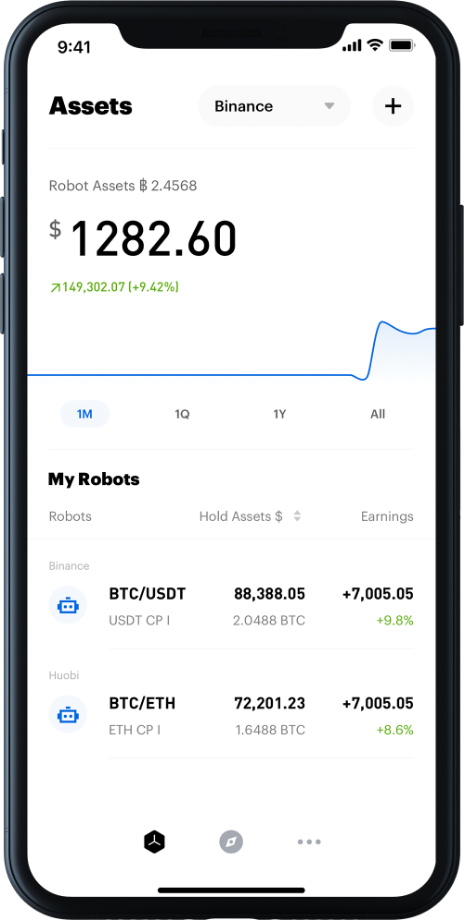 9:41
Assets
Binance
Robot Assets ฿ 2.4568
$ 1282.60
149,302.07 (+9.42%)
1M 1Q 1Y All
My Robots
Robots Hold Assets $ Earnings
Binance
BTC/USDT 88,388.05 +7,005.05
USDT CP I 2.0488 BTC +9.8%
Huobi
BTC/ETH 72,201.23 +7,005.05
ETH CP I 1.6488 BTC +8.6%